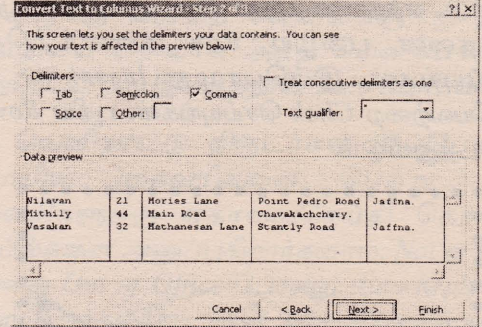 Convert Text to Columns Wizard - Step 2 of 3
This screen lets you set the delimiters your data contains. You can see
how your text is affected in the preview below.
Delimiters
Tab Semicolon Comma
Space Other:
Treat consecutive delimiters as one
Text qualifier: "
Data preview
Nilavan 21 Mories Lane Point Pedro Road Jaffna.
Mithily 44 Main Road Chavakachchery.
Vasakan 32 Mathanesan Lane Stantly Road Jaffna.
Cancel < Back Next > Finish